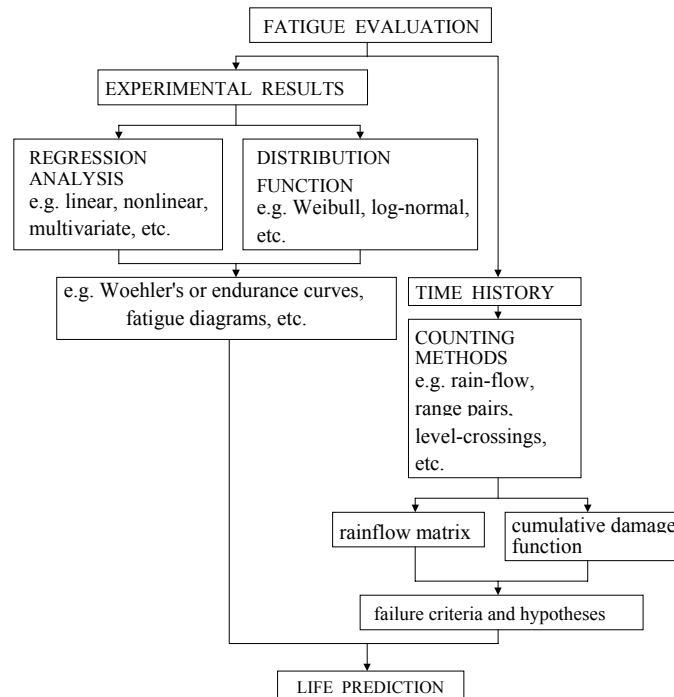 FATIGUE EVALUATION
EXPERIMENTAL RESULTS
REGRESSION
ANALYSIS
e.g. linear, nonlinear,
multivariate, etc.
DISTRIBUTION
FUNCTION
e.g. Weibull, log-normal,
etc.
e.g. Woehler's or endurance curves,
fatigue diagrams, etc.
TIME HISTORY
COUNTING
METHODS
e.g. rain-flow,
range pairs,
level-crossings,
etc.
rainflow matrix
cumulative damage
function
failure criteria and hypotheses
LIFE PREDICTION